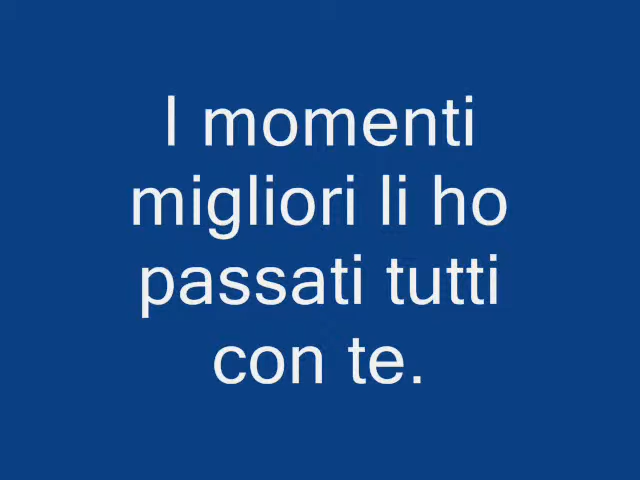 I momenti
migliori li ho
passati tutti
con te.